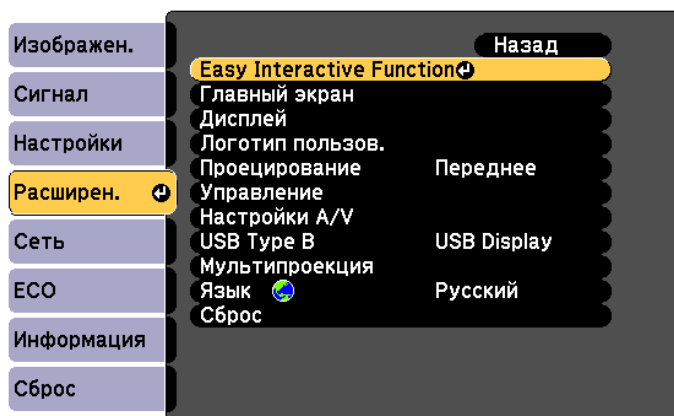 Изображен.
Сигнал
Настройки
Расширен.
Сеть
ECO
Информация
Сброс
Назад
Easy Interactive Function
Главный экран
Дисплей
Логотип пользов.
Проецирование Переднее
Управление
Настройки A/V
USB Type B USB Display
Мультипроекция
Язык Русский
Сброс